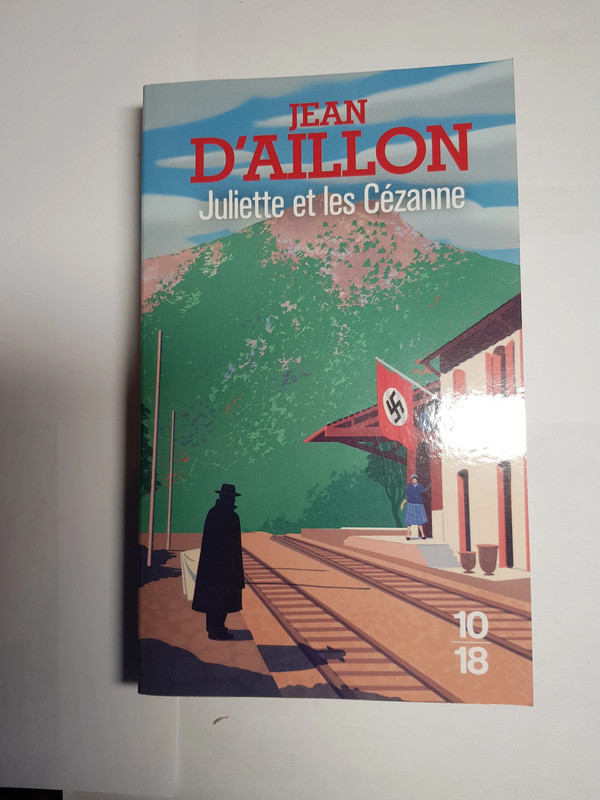 JEAN
D'AILLON
Juliette et les Cézanne
10
18